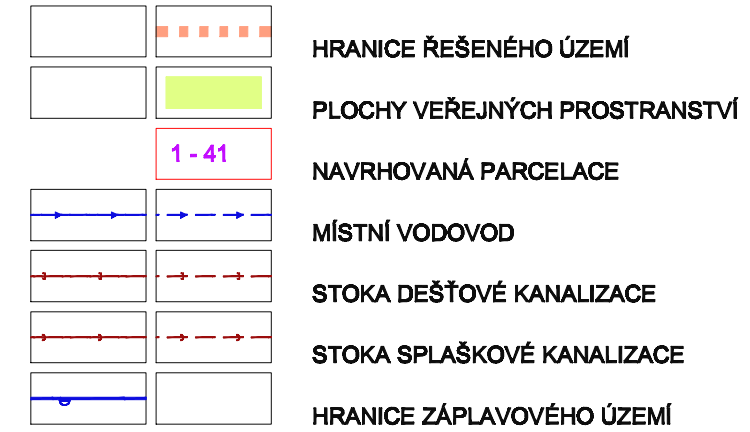 HRANICE ŘEŠENÉHO ÚZEMÍ
PLOCHY VEŘEJNÝCH PROSTRANSTVÍ
1 - 41
NAVRHOVANÁ PARCELACE
MÍSTNÍ VODOVOD
STOKA DEŠŤOVÉ KANALIZACE
STOKA SPLAŠKOVÉ KANALIZACE
HRANICE ZÁPLAVOVÉHO ÚZEMÍ